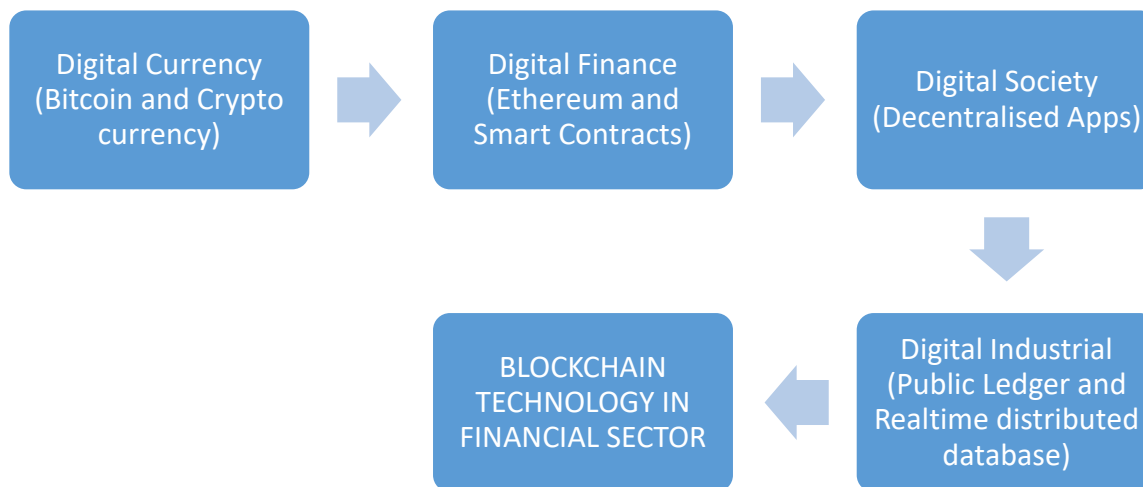 Digital Currency
(Bitcoin and Crypto
currency)
Digital Finance
(Ethereum and
Smart Contracts)
Digital Society
(Decentralised Apps)
Digital Industrial
(Public Ledger and
Realtime distributed
database)
BLOCKCHAIN
TECHNOLOGY IN
FINANCIAL SECTOR